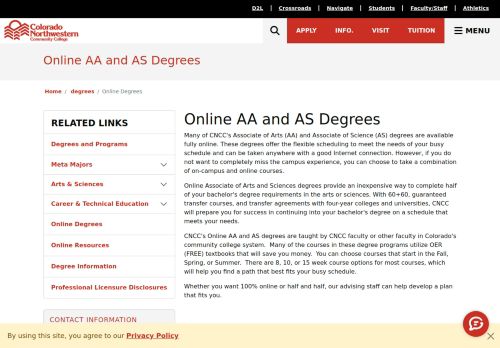 D2L | Crossroads | Navigate | Students | Faculty/Staff | Athletics
Colorado
Northwestern
Community College
APPLY INFO. VISIT TUITION MENU
Online AA and AS Degrees
Home / degrees / Online Degrees
RELATED LINKS
Degrees and Programs
Meta Majors
Arts & Sciences
Career & Technical Education
Online Degrees
Online Resources
Degree Information
Professional Licensure Disclosures
CONTACT INFORMATION
Online AA and AS Degrees
Many of CNCC's Associate of Arts (AA) and Associate of Science (AS) degrees are available
fully online. These degrees offer the flexible scheduling to meet the needs of your busy
schedule and can be taken anywhere with a good Internet connection. However, if you do
not want to completely miss the campus experience, you can choose to take a combination
of on-campus and online courses.
Online Associate of Arts and Sciences degrees provide an inexpensive way to complete half
of your bachelor's degree requirements in the arts or sciences. With 60+60, guaranteed
transfer courses, and transfer agreements with four-year colleges and universities, CNCC
will prepare you for success in continuing into your bachelor's degree on a schedule that
meets your needs.
CNCC's Online AA and AS degrees are taught by CNCC faculty or other faculty in Colorado's
community college system. Many of the courses in these degree programs utilize OER
(FREE) textbooks that will save you money. You can choose courses that start in the Fall,
Spring, or Summer. There are 8, 10, or 15 week course options for most courses, which
will help you find a path that best fits your busy schedule.
Whether you want 100% online or half and half, our advising staff can help develop a plan
that fits you.
By using this site, you agree to our Privacy Policy
×